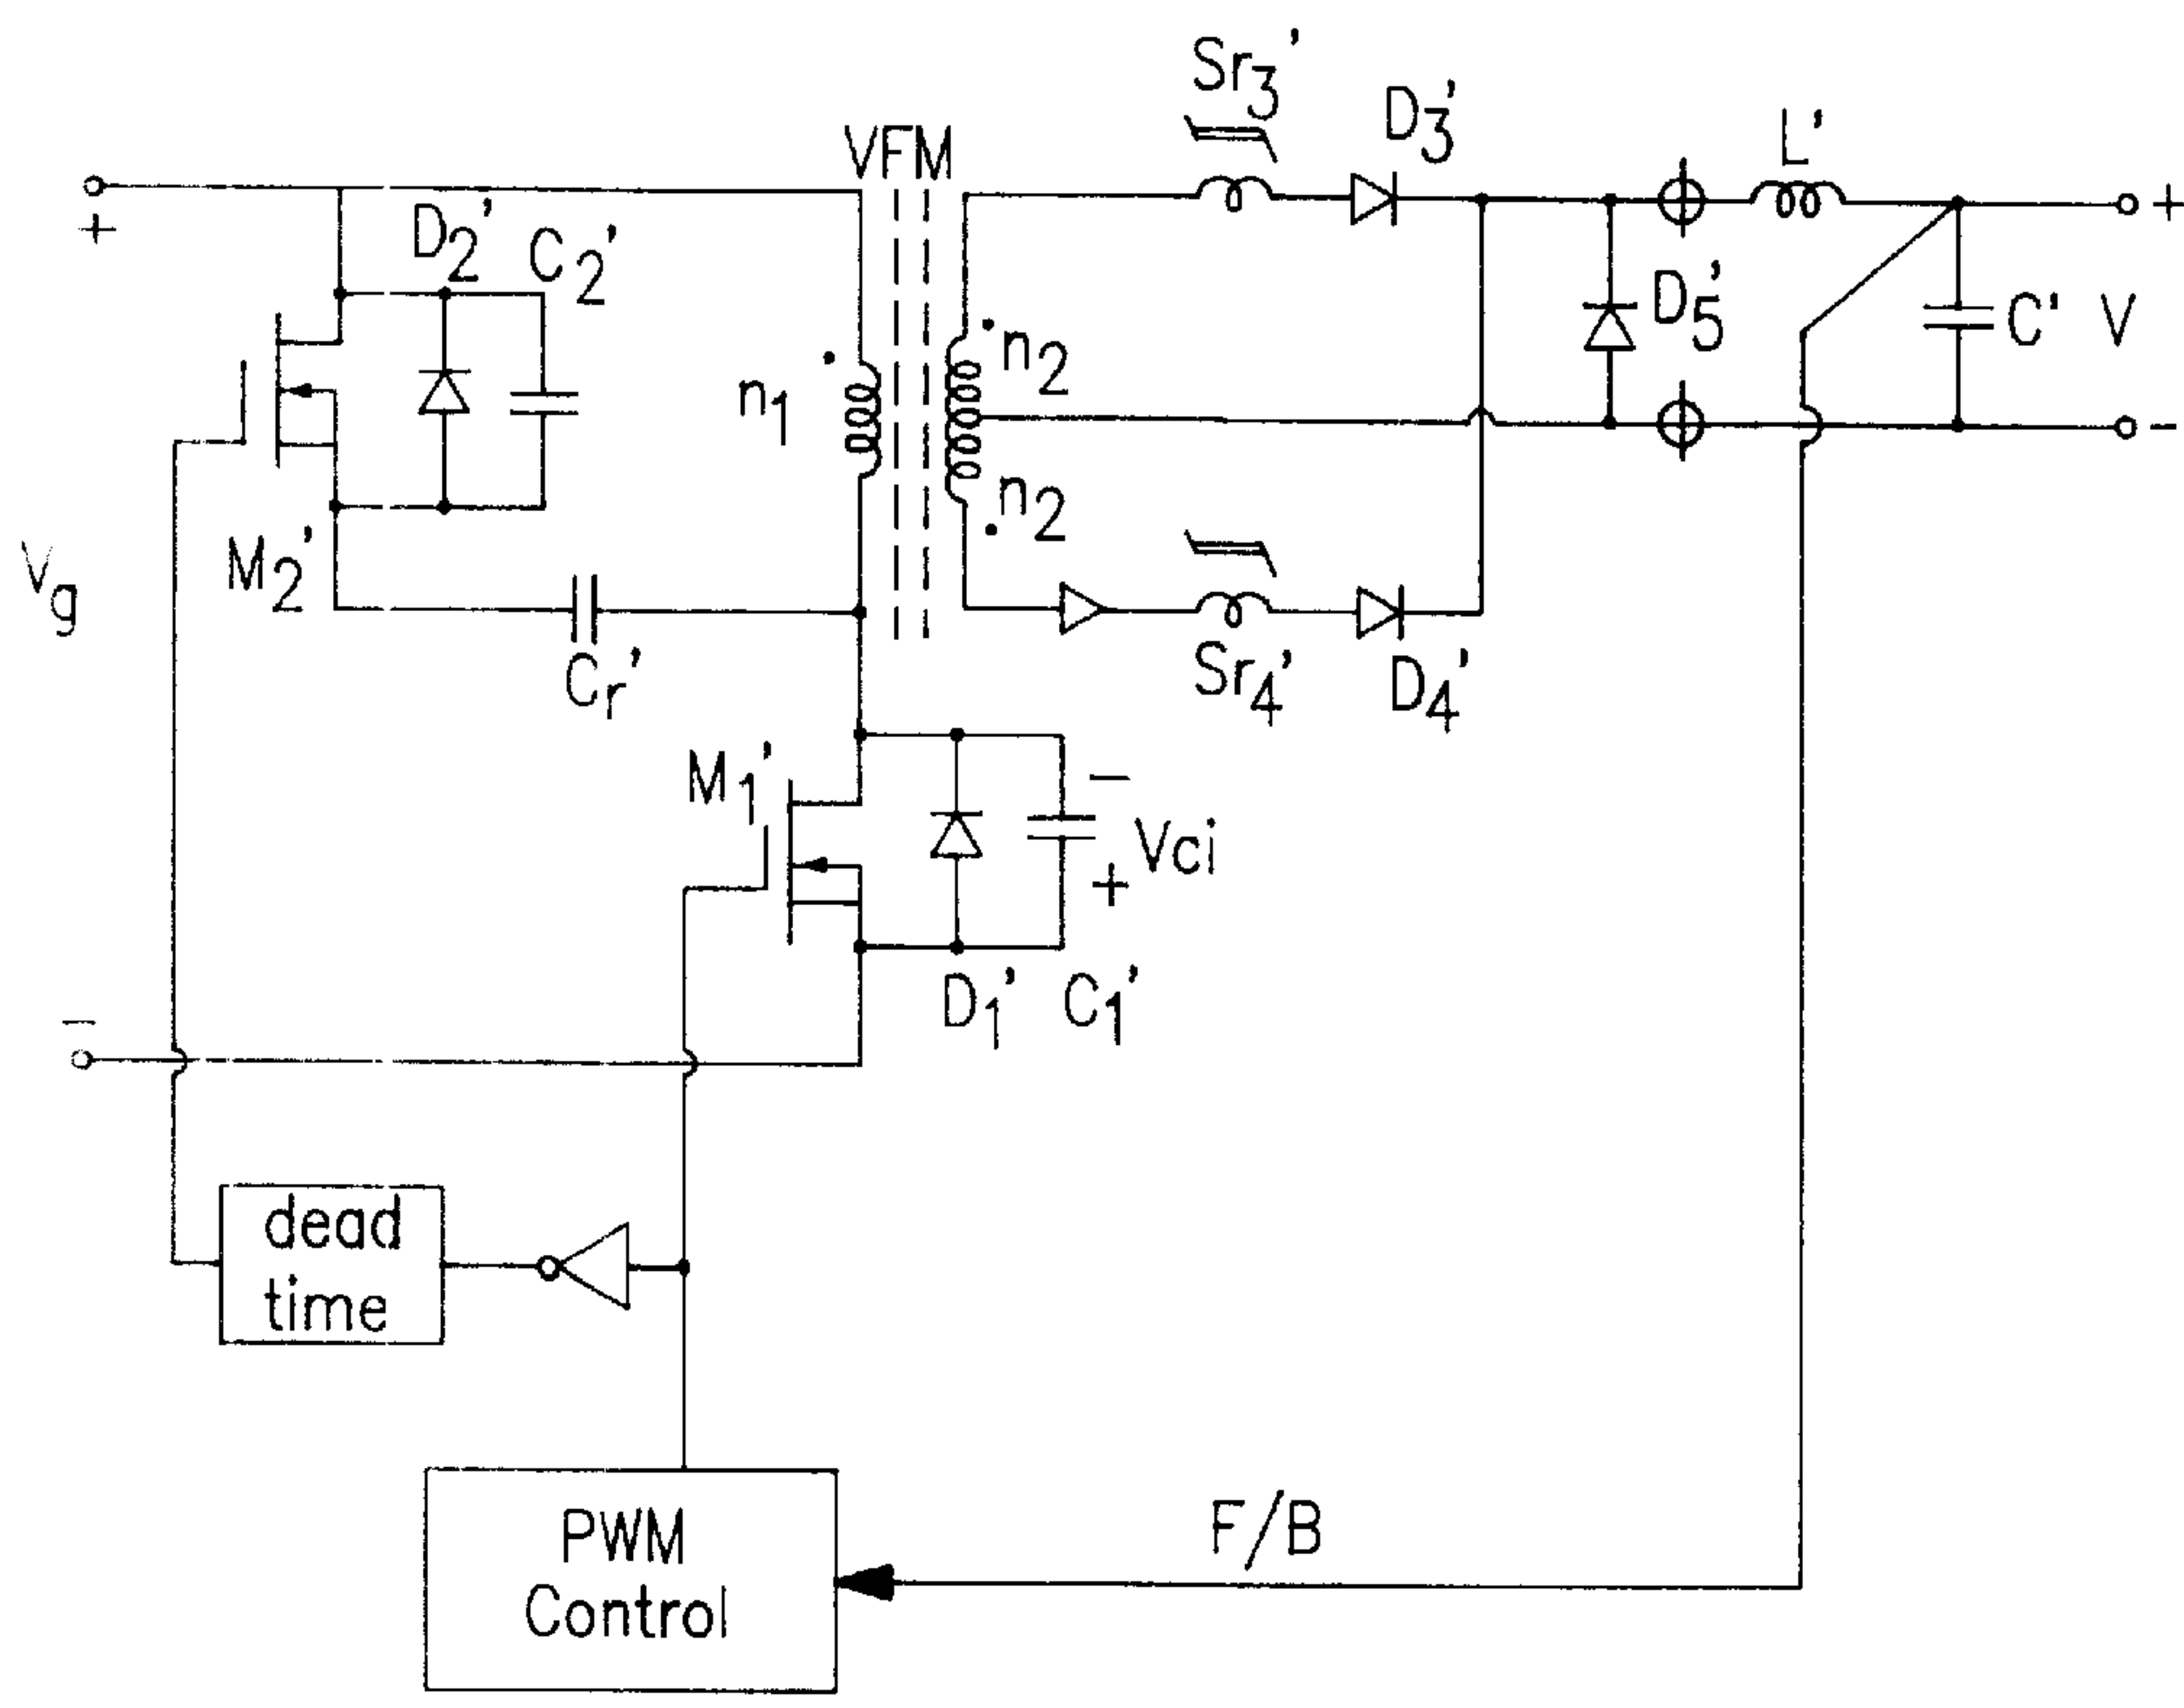 Sr3'
D3'
L'
VFM
+
+
D2'
C2'
D5'
n1
n2
C'
V
n2
-
M2'
Vg
Cr'
Sr4'
D4'
M1'
-
Vci
+
D1'
C1'
-
dead
time
PWM
Control
F/B